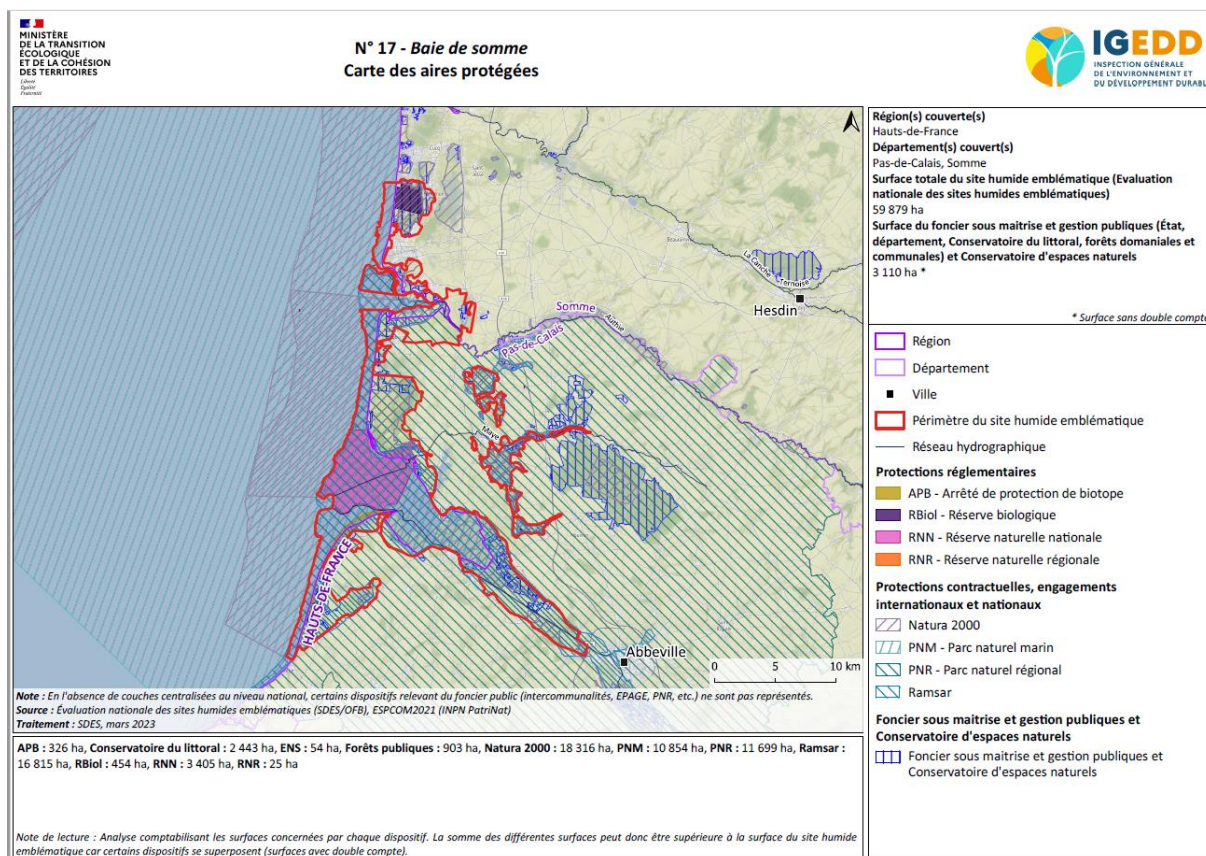 MINISTÈRE
DE LA TRANSITION
ÉCOLOGIQUE
ET DE LA COHÉSION
DES TERRITOIRES
Liberté
Égalité
Fraternité
N° 17 - Baie de somme
Carte des aires protégées
IGEDD
INSPECTION GÉNÉRALE
DE L'ENVIRONNEMENT ET
DU DÉVELOPPEMENT DURABLE
La Canche
Ternoise
Hesdin
Somme
Pas-de-Calais
Authie
Maye
HAUTS-DE-FRANCE
Abbeville
0 5 10 km
Note : En l'absence de couches centralisées au niveau national, certains dispositifs relevant du foncier public (intercommunalités, EPAGE, PNR, etc.) ne sont pas représentés.
Source : Évaluation nationale des sites humides emblématiques (SDES/OFB), ESPCOM2021 (INPN PatriNat)
Traitement : SDES, mars 2023
APB : 326 ha, Conservatoire du littoral : 2 443 ha, ENS : 54 ha, Forêts publiques : 903 ha, Natura 2000 : 18 316 ha, PNM : 10 854 ha, PNR : 11 699 ha, Ramsar :
16 815 ha, RBiol : 454 ha, RNN : 3 405 ha, RNR : 25 ha
Note de lecture : Analyse comptabilisant les surfaces concernées par chaque dispositif. La somme des différentes surfaces peut donc être supérieure à la surface du site humide
emblématique car certains dispositifs se superposent (surfaces avec double compte).
Région(s) couverte(s)
Hauts-de-France
Département(s) couvert(s)
Pas-de-Calais, Somme
Surface totale du site humide emblématique (Evaluation
nationale des sites humides emblématiques)
59 879 ha
Surface du foncier sous maitrise et gestion publiques (État,
département, Conservatoire du littoral, forêts domaniales et
communales) et Conservatoire d'espaces naturels
3 110 ha *
* Surface sans double compte
Région
Département
Ville
Périmètre du site humide emblématique
Réseau hydrographique
Protections réglementaires
APB - Arrêté de protection de biotope
RBiol - Réserve biologique
RNN - Réserve naturelle nationale
RNR - Réserve naturelle régionale
Protections contractuelles, engagements
internationaux et nationaux
Natura 2000
PNM - Parc naturel marin
PNR - Parc naturel régional
Ramsar
Foncier sous maitrise et gestion publiques et
Conservatoire d'espaces naturels
Foncier sous maitrise et gestion publiques et
Conservatoire d'espaces naturels